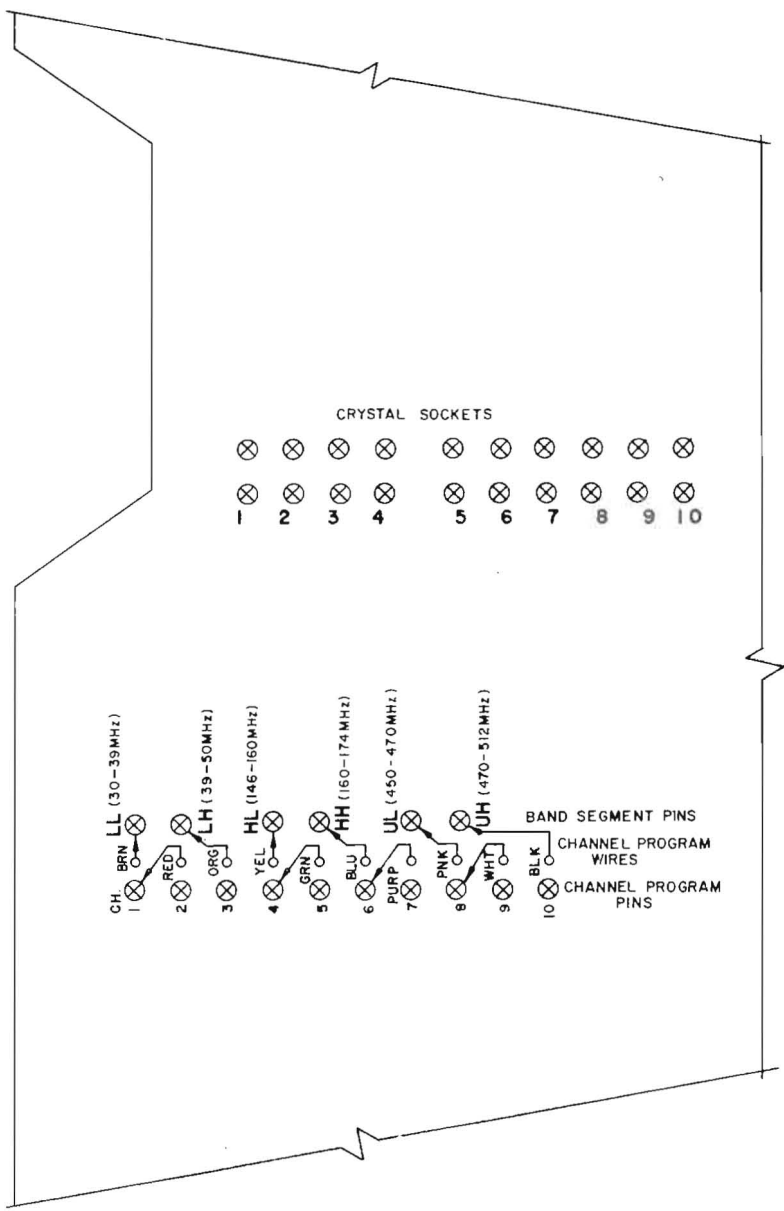 CRYSTAL SOCKETS
1 2 3 4 5 6 7 8 9 10
LL (30-39MHz)
LH (39-50MHz)
HL (146-160MHz)
HH (160-174MHz)
UL (450-470MHz)
UH (470-512MHz)
BAND SEGMENT PINS
CHANNEL PROGRAM
WIRES
BRN
RED
ORG
YEL
GRN
BLU
PURP
PNK
WHT
BLK
CH.
1 2 3 4 5 6 7 8 9 10
CHANNEL PROGRAM
PINS